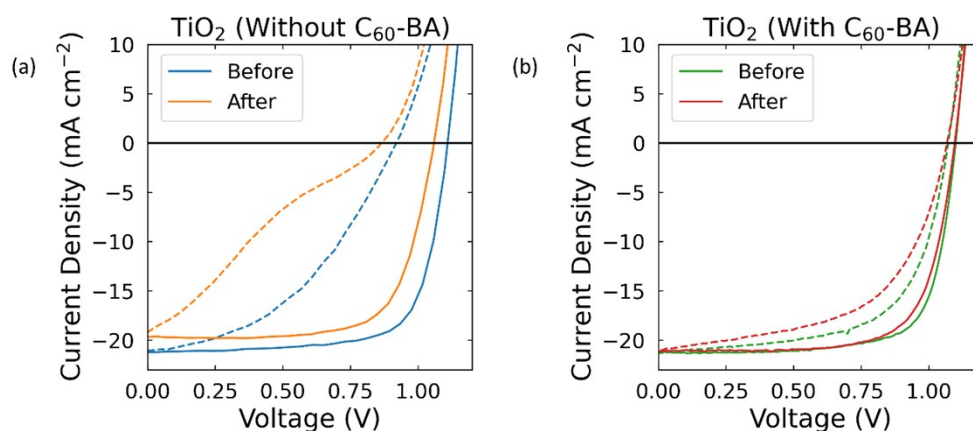 (a)
TiO₂ (Without C₆₀-BA)
Before
After
10
5
0
−5
−10
−15
−20
Current Density (mA cm⁻²)
0.00 0.25 0.50 0.75 1.00
Voltage (V)
(b)
TiO₂ (With C₆₀-BA)
Before
After
10
5
0
−5
−10
−15
−20
Current Density (mA cm⁻²)
0.00 0.25 0.50 0.75 1.00
Voltage (V)